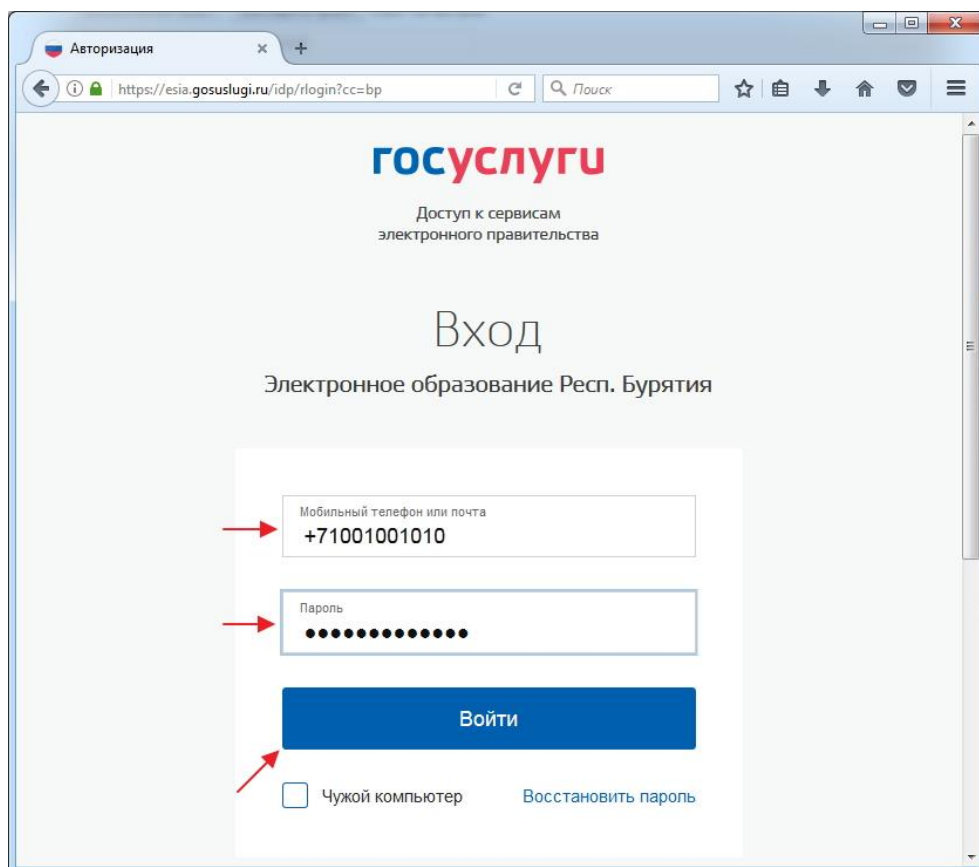 Авторизация
https://esia.gosuslugi.ru/idp/rlogin?cc=bp
Поиск
госуслуги
Доступ к сервисам
электронного правительства
Вход
Электронное образование Респ. Бурятия
Мобильный телефон или почта
+71001001010
Пароль
•••••••••••••
Войти
Чужой компьютер
Восстановить пароль